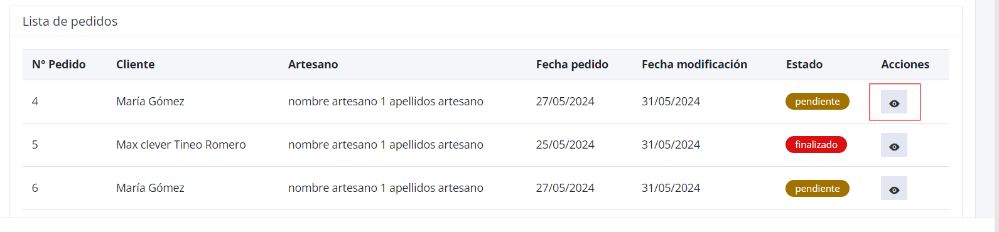 Lista de pedidos
N° Pedido Cliente Artesano Fecha pedido Fecha modificación Estado Acciones
4 María Gómez nombre artesano 1 apellidos artesano 27/05/2024 31/05/2024 pendiente
5 Max clever Tineo Romero nombre artesano 1 apellidos artesano 25/05/2024 31/05/2024 finalizado
6 María Gómez nombre artesano 1 apellidos artesano 27/05/2024 31/05/2024 pendiente